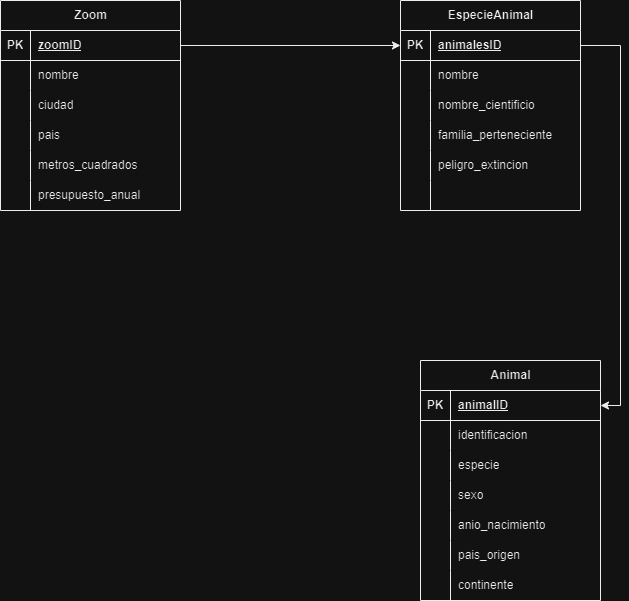 Zoom
PK zoomID
nombre
ciudad
pais
metros_cuadrados
presupuesto_anual
EspecieAnimal
PK animalesID
nombre
nombre_cientificio
familia_perteneciente
peligro_extincion
Animal
PK animalID
identificacion
especie
sexo
anio_nacimiento
pais_origen
continente